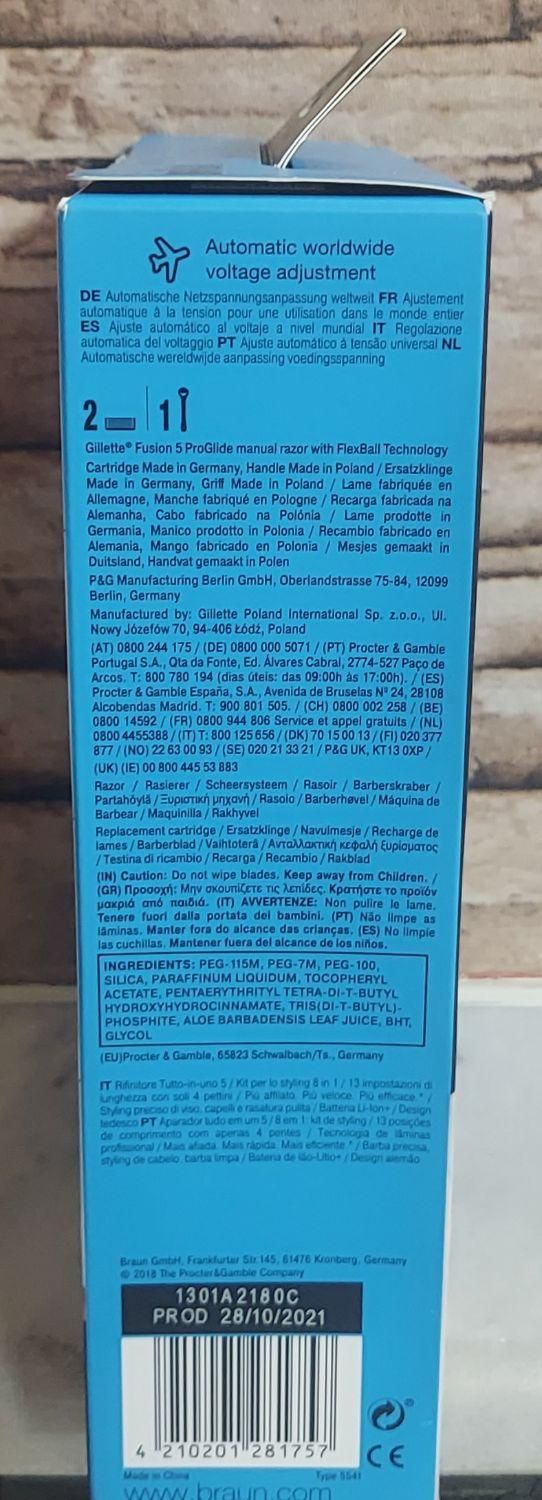 Automatic worldwide
voltage adjustment
DE Automatische Netzspannungsanpassung weltweit FR Ajustement
automatique à la tension pour une utilisation dans le monde entier
ES Ajuste automático al voltaje a nivel mundial IT Regolazione
automatica del voltaggio PT Ajuste automático à tensão universal NL
Automatische wereldwijde aanpassing voedingsspanning
2 1
Gillette® Fusion 5 ProGlide manual razor with FlexBall Technology
Cartridge Made in Germany, Handle Made in Poland / Ersatzklinge
Made in Germany, Griff Made in Poland / Lame fabriquée en
Allemagne, Manche fabriqué en Pologne / Recarga fabricada na
Alemanha, Cabo fabricado na Polónia / Lame prodotte in
Germania, Manico prodotto in Polonia / Recambio fabricado en
Alemania, Mango fabricado en Polonia / Mesjes gemaakt in
Duitsland, Handvat gemaakt in Polen
P&G Manufacturing Berlin GmbH, Oberlandstrasse 75-84, 12099
Berlin, Germany
Manufactured by: Gillette Poland International Sp. z.o.o., Ul.
Nowy Józefów 70, 94-406 Łódź, Poland
(AT) 0800 244 175 / (DE) 0800 000 5071 / (PT) Procter & Gamble
Portugal S.A., Qta da Fonte, Ed. Álvares Cabral, 2774-527 Paço de
Arcos. T: 800 780 194 (dias úteis: das 09:00h às 17:00h). / (ES)
Procter & Gamble España, S.A., Avenida de Bruselas Nº 24, 28108
Alcobendas Madrid. T: 900 801 505. / (CH) 0800 002 258 / (BE)
0800 14592 / (FR) 0800 944 806 Service et appel gratuits / (NL)
0800 4455388 / (IT) T: 800 125 656 / (DK) 70 15 00 13 / (FI) 020 377
877 / (NO) 22 63 00 93 / (SE) 020 21 33 21 / P&G UK, KT13 0XP /
(UK) (IE) 00 800 445 53 883
Razor / Rasierer / Scheersysteem / Rasoir / Barberskraber /
Partahöylä / Ξυριστική μηχανή / Rasoio / Barberhøvel / Máquina de
Barbear / Maquinilla / Rakhyvel
Replacement cartridge / Ersatzklinge / Navulmesje / Recharge de
lames / Barberblad / Vaihtoterä / Ανταλλακτική κεφαλή ξυρίσματος
/ Testina di ricambio / Recarga / Recambio / Rakblad
(IN) Caution: Do not wipe blades. Keep away from Children. /
(GR) Προσοχή: Μην σκουπίζετε τις λεπίδες. Κρατήστε το προϊόν
μακριά από παιδιά. (IT) AVVERTENZE: Non pulire le lame.
Tenere fuori dalla portata dei bambini. (PT) Não limpe as
lâminas. Manter fora do alcance das crianças. (ES) No limpie
las cuchillas. Mantener fuera del alcance de los niños.
INGREDIENTS: PEG-115M, PEG-7M, PEG-100,
SILICA, PARAFFINUM LIQUIDUM, TOCOPHERYL
ACETATE, PENTAERYTHRITYL TETRA-DI-T-BUTYL
HYDROXYHYDROCINNAMATE, TRIS(DI-T-BUTYL)-
PHOSPHITE, ALOE BARBADENSIS LEAF JUICE, BHT,
GLYCOL
(EU)Procter & Gamble, 65823 Schwalbach/Ts., Germany
IT Rifinitore Tutto-in-uno 5 / Kit per lo styling 8 in 1 / 13 impostazioni di
lunghezza con soli 4 pettini / Più affilato. Più veloce. Più efficace.* /
Styling preciso di viso, capelli e rasatura pulita / Batteria Li-Ion+ / Design
tedesco PT Aparador tudo em um 5 / 8 em 1: kit de styling / 13 posições
de comprimento com apenas 4 pentes / Tecnologia de lâminas
profissional / Mais afiada. Mais rápida. Mais eficiente.* / Barba precisa,
styling de cabelo, barba limpa / Bateria de ião-Lítio+ / Design alemão
Braun GmbH, Frankfurter Str. 145, 61476 Kronberg, Germany
© 2018 The Procter&Gamble Company
1301A2180C
PROD 28/10/2021
4 210201 281757
CE
Made in China Type 5541
www.braun.com